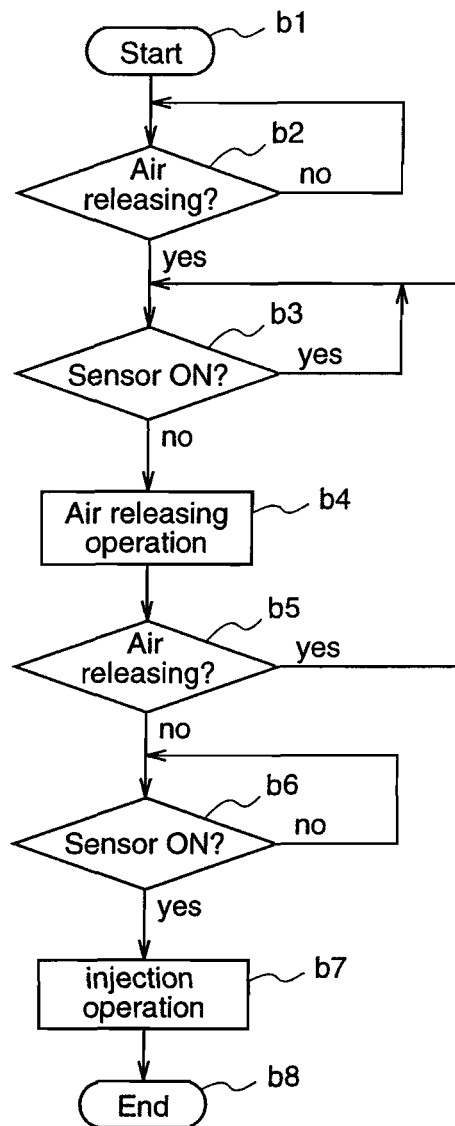 b1
Start
b2
Air
releasing?
no
yes
b3
Sensor ON?
yes
no
b4
Air releasing
operation
b5
Air
releasing?
yes
no
b6
Sensor ON?
no
yes
b7
injection
operation
b8
End